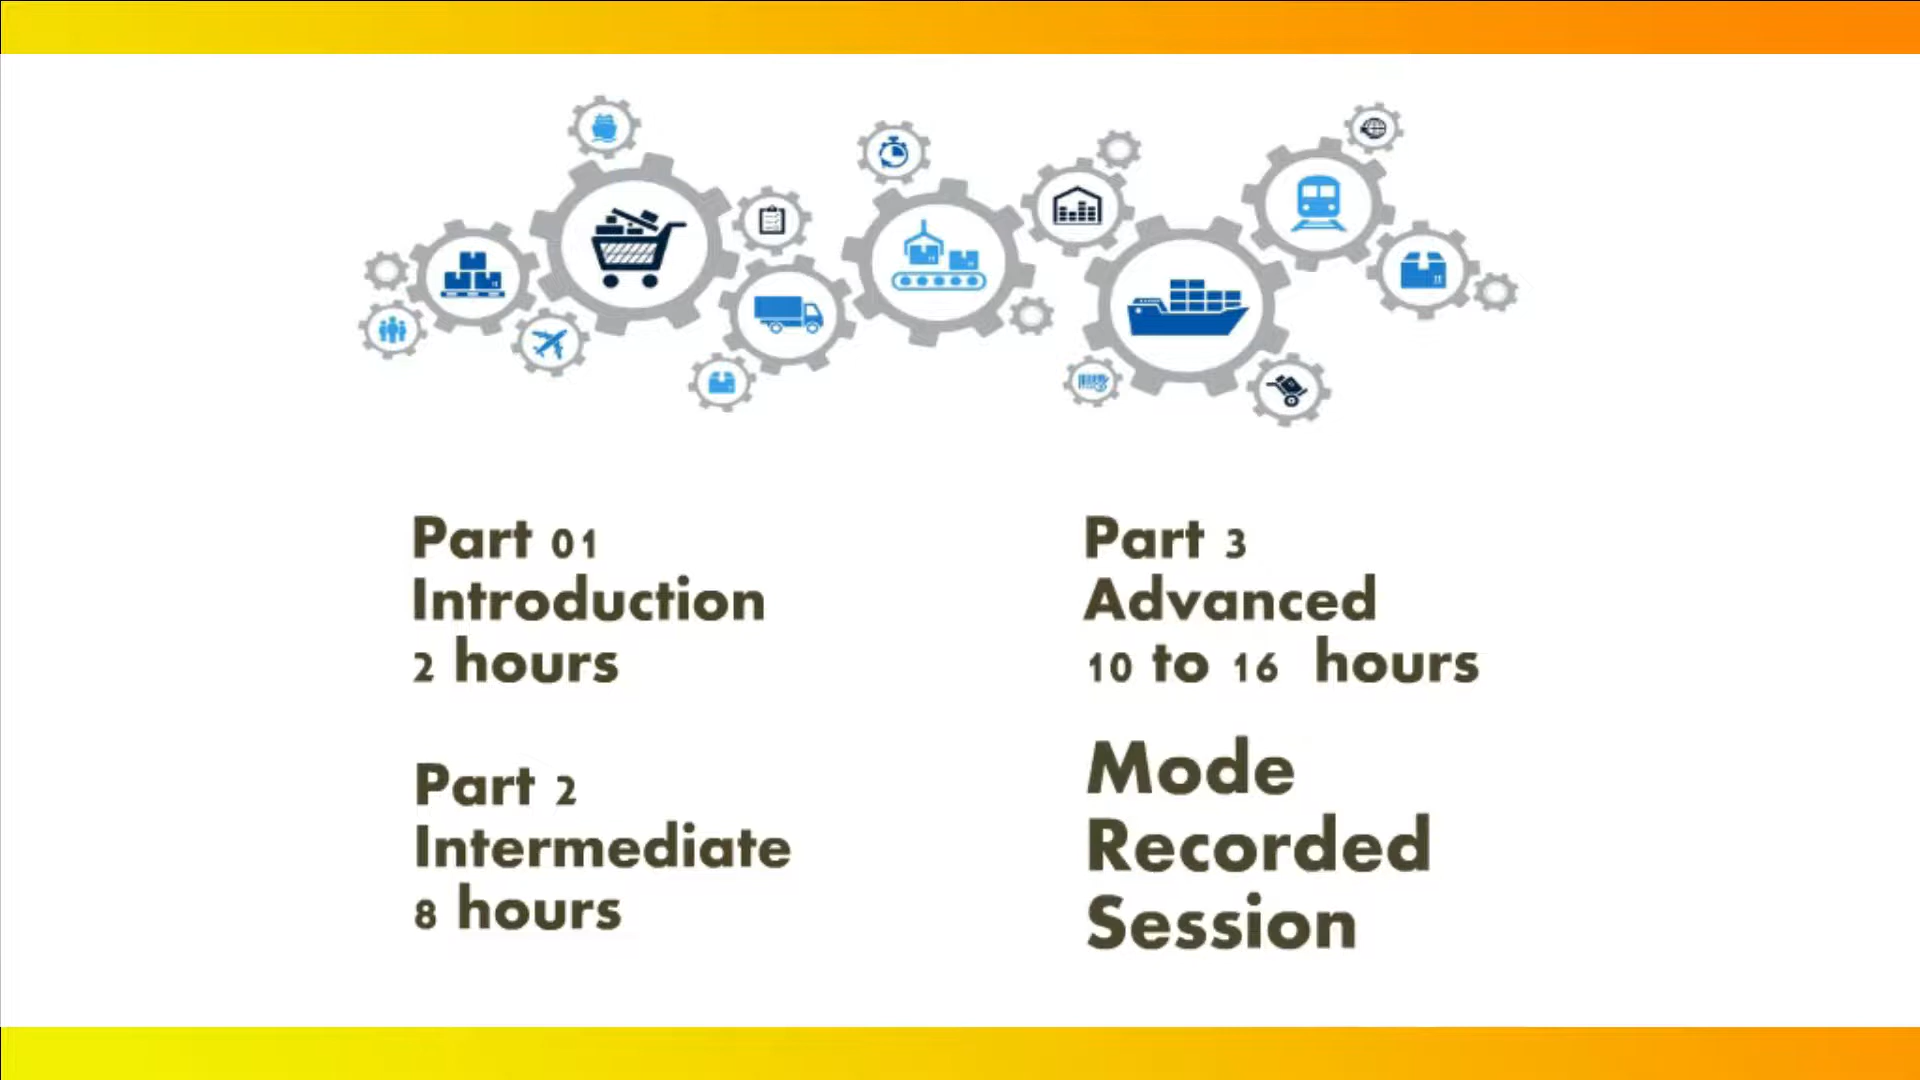 Part 01
Introduction
2 hours
Part 2
Intermediate
8 hours
Part 3
Advanced
10 to 16 hours
Mode
Recorded
Session